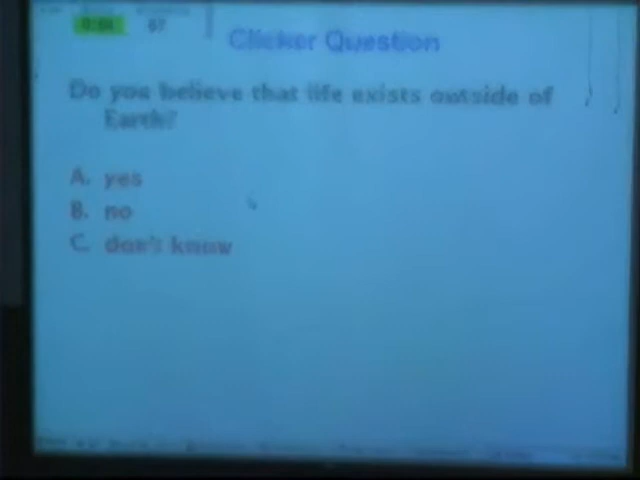 Clicker Question
Do you believe that life exists outside of
Earth?
A. yes
B. no
C. don't know